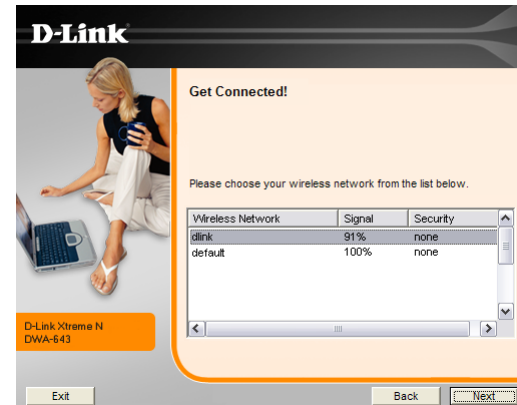 D-Link
Get Connected!
Please choose your wireless network from the list below.
Wireless Network Signal Security
dlink 91% none
default 100% none
D-Link Xtreme N
DWA-643
Exit Back Next